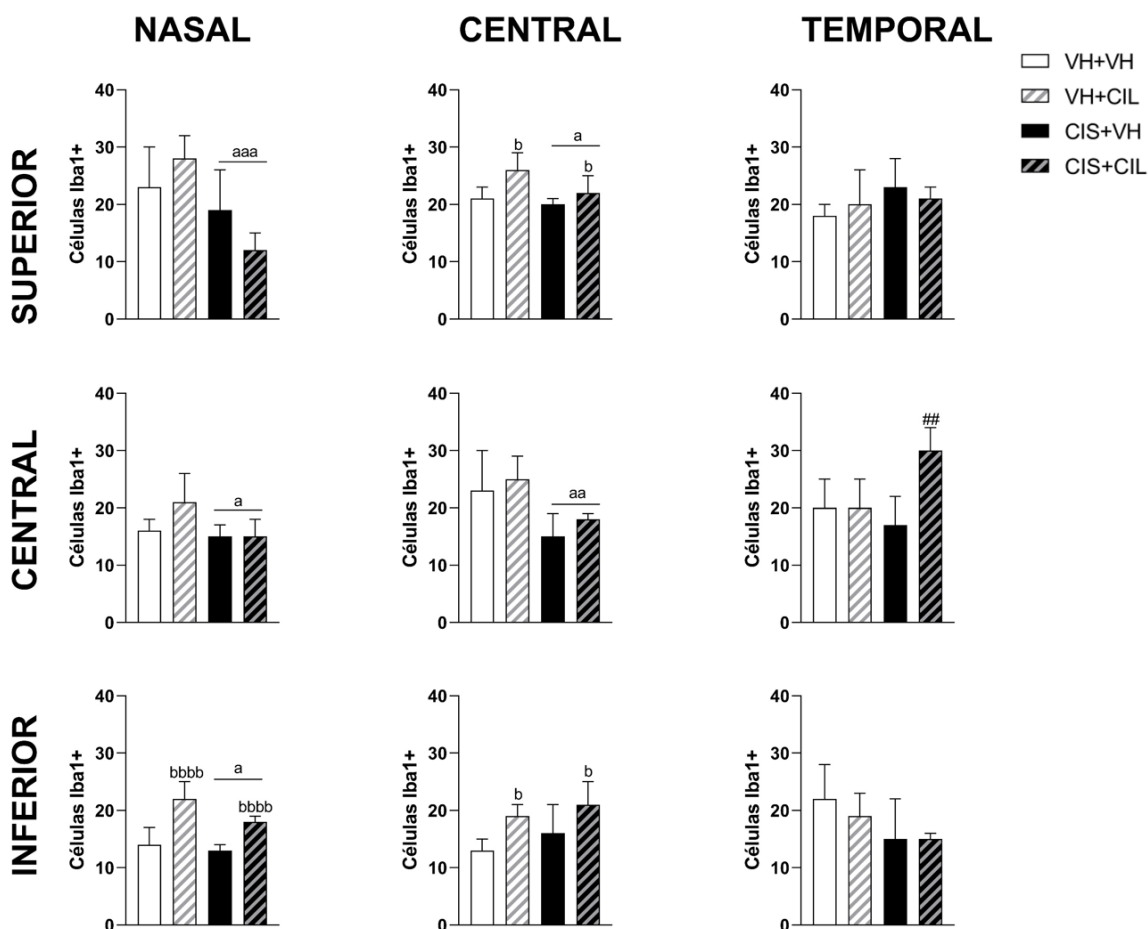 NASAL CENTRAL TEMPORAL
VH+VH
VH+CIL
CIS+VH
CIS+CIL
SUPERIOR
Células Iba1+
40
30
20
10
0
aaa
Células Iba1+
40
30
20
10
0
b
a
b
Células Iba1+
40
30
20
10
0
CENTRAL
Células Iba1+
40
30
20
10
0
a
Células Iba1+
40
30
20
10
0
aa
Células Iba1+
40
30
20
10
0
##
INFERIOR
Células Iba1+
40
30
20
10
0
bbbb
a
bbbb
Células Iba1+
40
30
20
10
0
b
b
Células Iba1+
40
30
20
10
0